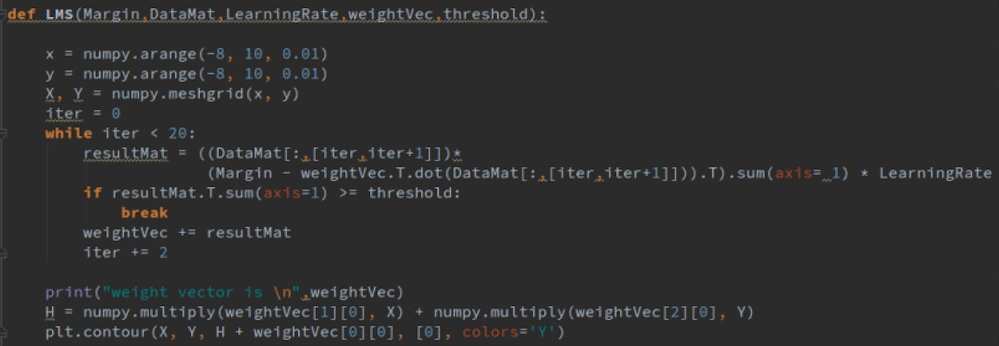 def LMS(Margin,DataMat,LearningRate,weightVec,threshold):
x = numpy.arange(-8, 10, 0.01)
y = numpy.arange(-8, 10, 0.01)
X, Y = numpy.meshgrid(x, y)
iter = 0
while iter < 20:
resultMat = ((DataMat[:,[iter,iter+1]])*
(Margin - weightVec.T.dot(DataMat[:,[iter,iter+1]])).T).sum(axis= 1) * LearningRate
if resultMat.T.sum(axis=1) >= threshold:
break
weightVec += resultMat
iter += 2
print("weight vector is \n",weightVec)
H = numpy.multiply(weightVec[1][0], X) + numpy.multiply(weightVec[2][0], Y)
plt.contour(X, Y, H + weightVec[0][0], [0], colors='Y')